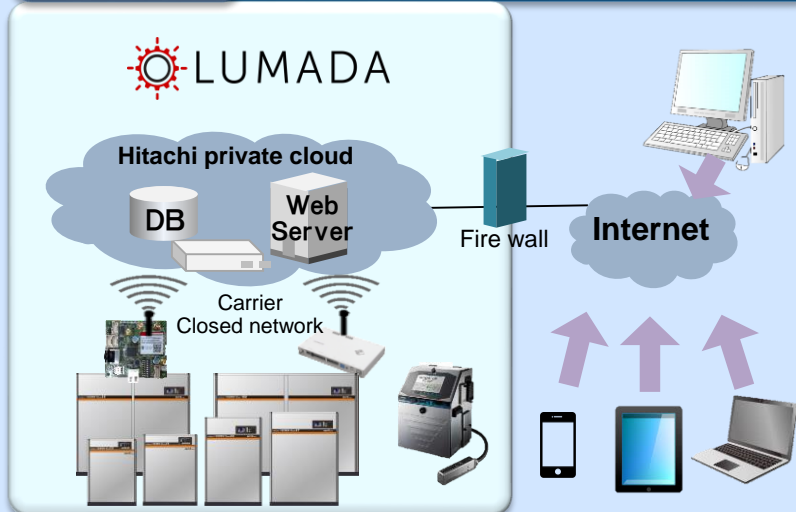 LUMADA
Hitachi private cloud
DB
Web
Server
Fire wall
Internet
Carrier
Closed network